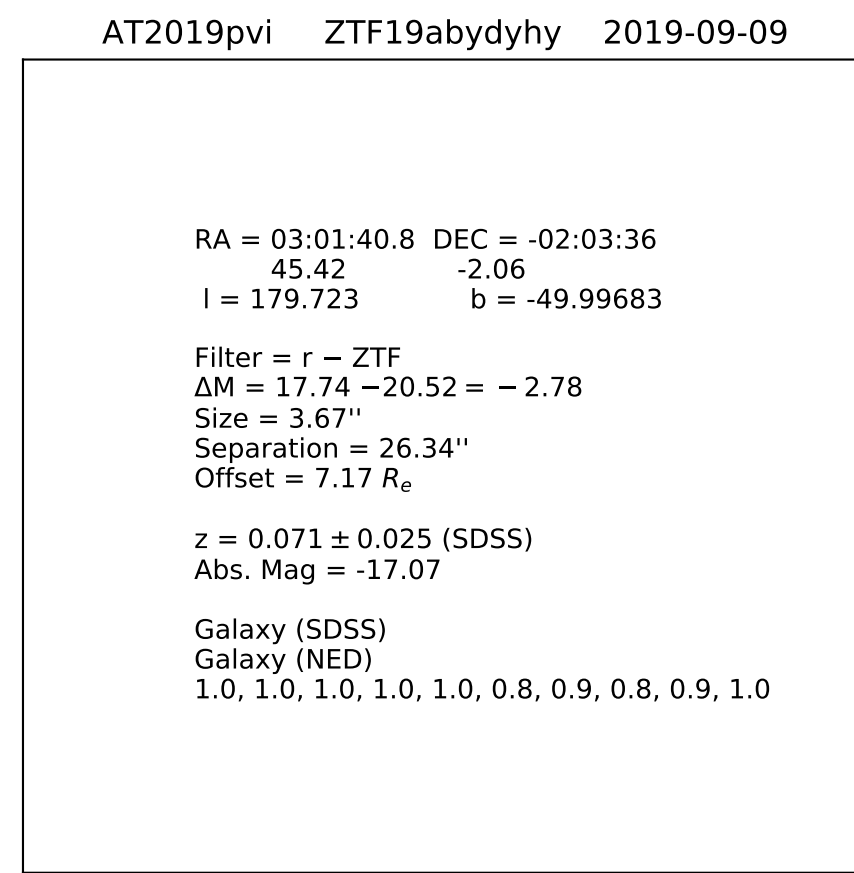 AT2019pvi ZTF19abydyhy 2019-09-09
RA = 03:01:40.8 DEC = -02:03:36
45.42 -2.06
l = 179.723 b = -49.99683
Filter = r − ZTF
ΔM = 17.74 −20.52 = − 2.78
Size = 3.67''
Separation = 26.34''
Offset = 7.17 Rₑ
z = 0.071 ± 0.025 (SDSS)
Abs. Mag = -17.07
Galaxy (SDSS)
Galaxy (NED)
1.0, 1.0, 1.0, 1.0, 1.0, 0.8, 0.9, 0.8, 0.9, 1.0